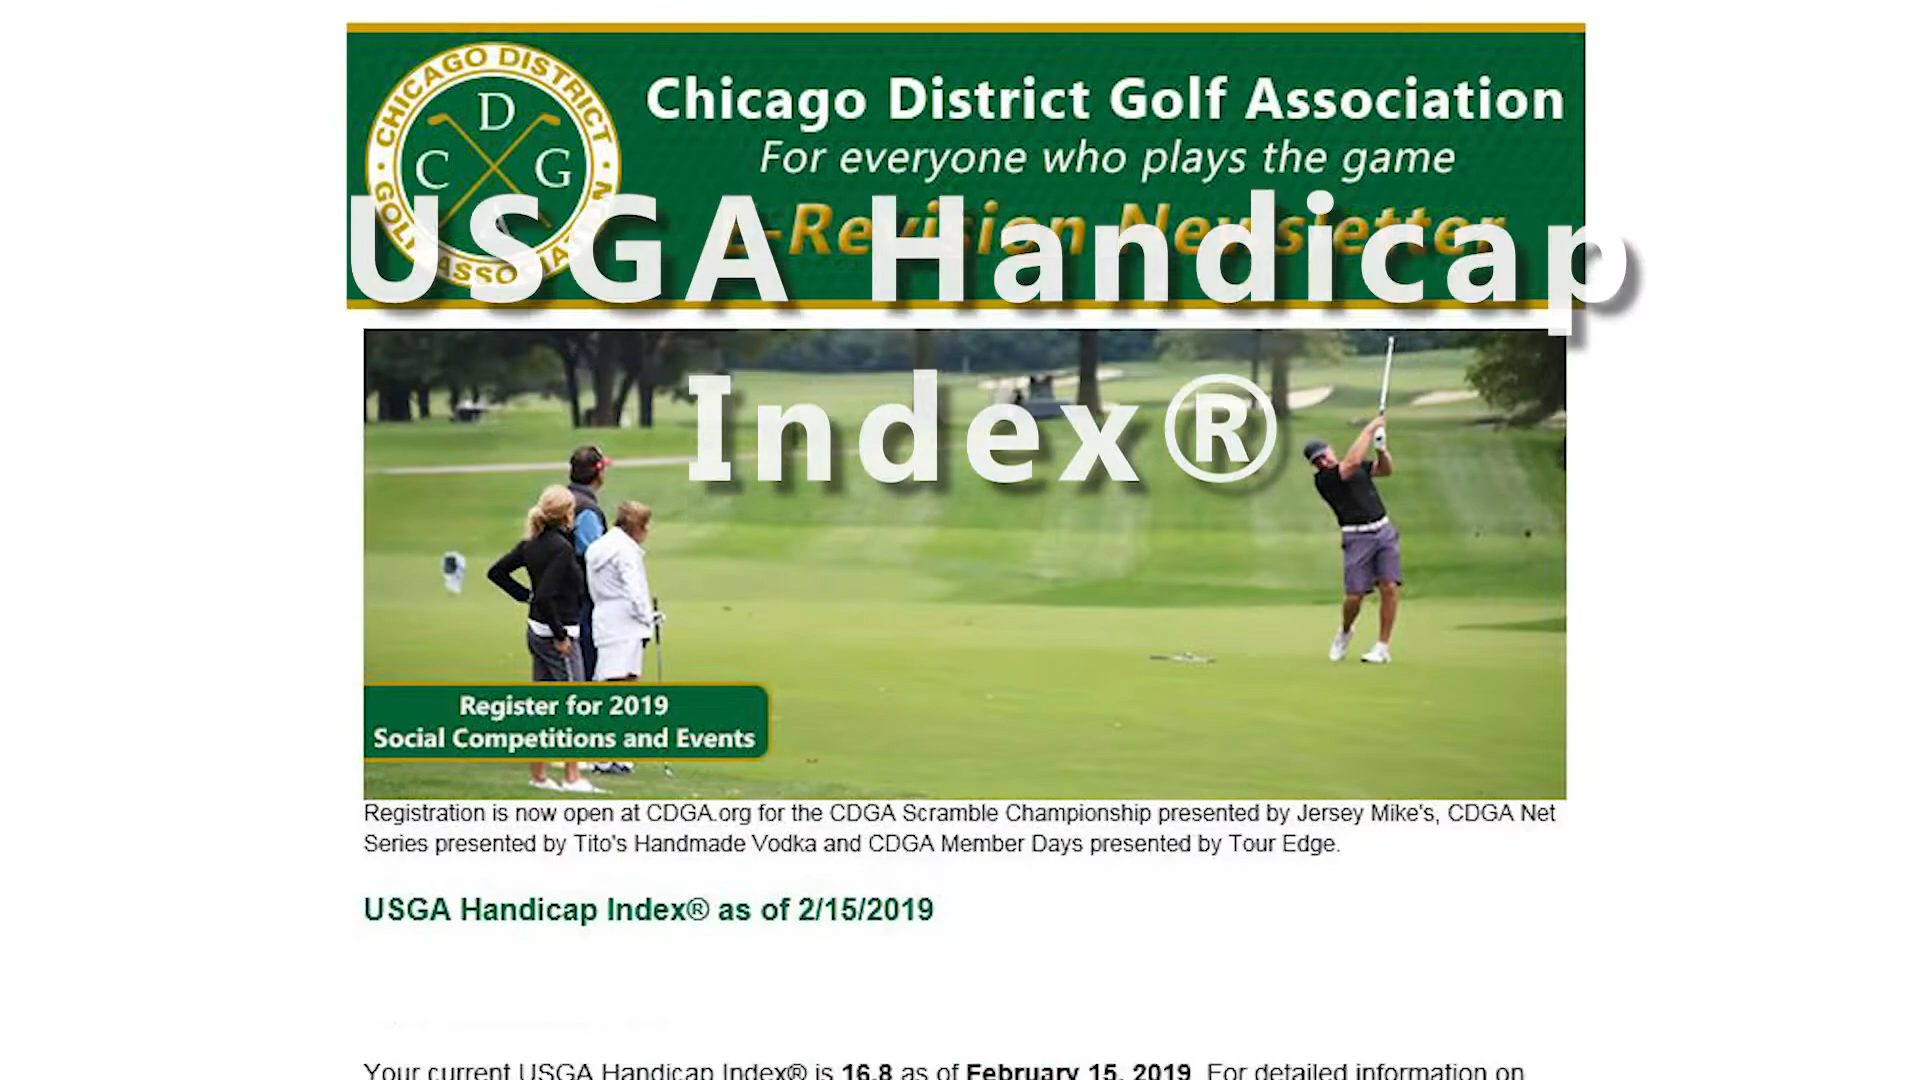 CHICAGO DISTRICT
GOLF ASSOCIATION
C D G
Chicago District Golf Association
For everyone who plays the game
e-Revision Newsletter
USGA Handicap
Index®
Register for 2019
Social Competitions and Events
Registration is now open at CDGA.org for the CDGA Scramble Championship presented by Jersey Mike's, CDGA Net
Series presented by Tito's Handmade Vodka and CDGA Member Days presented by Tour Edge.
USGA Handicap Index® as of 2/15/2019
Your current USGA Handicap Index® is 16.8 as of February 15, 2019. For detailed information on